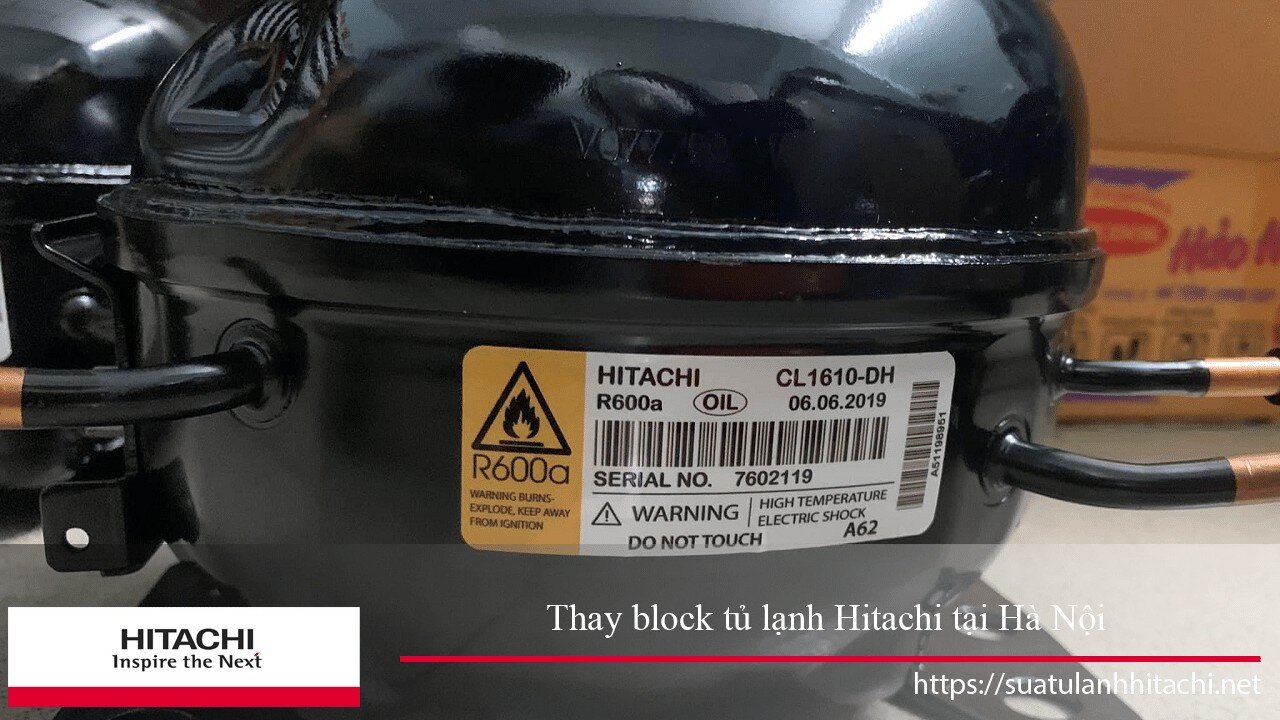 HITACHI
CL1610-DH
R600a
OIL
06.06.2019
R600a
SERIAL NO. 7602119
A51198951
WARNING BURNS-
EXPLODE, KEEP AWAY
FROM IGNITION
WARNING
HIGH TEMPERATURE
ELECTRIC SHOCK
DO NOT TOUCH
A62
Hảo
HITACHI
Inspire the Next
Thay block tủ lạnh Hitachi tại Hà Nội
https://suatulanhhitachi.net